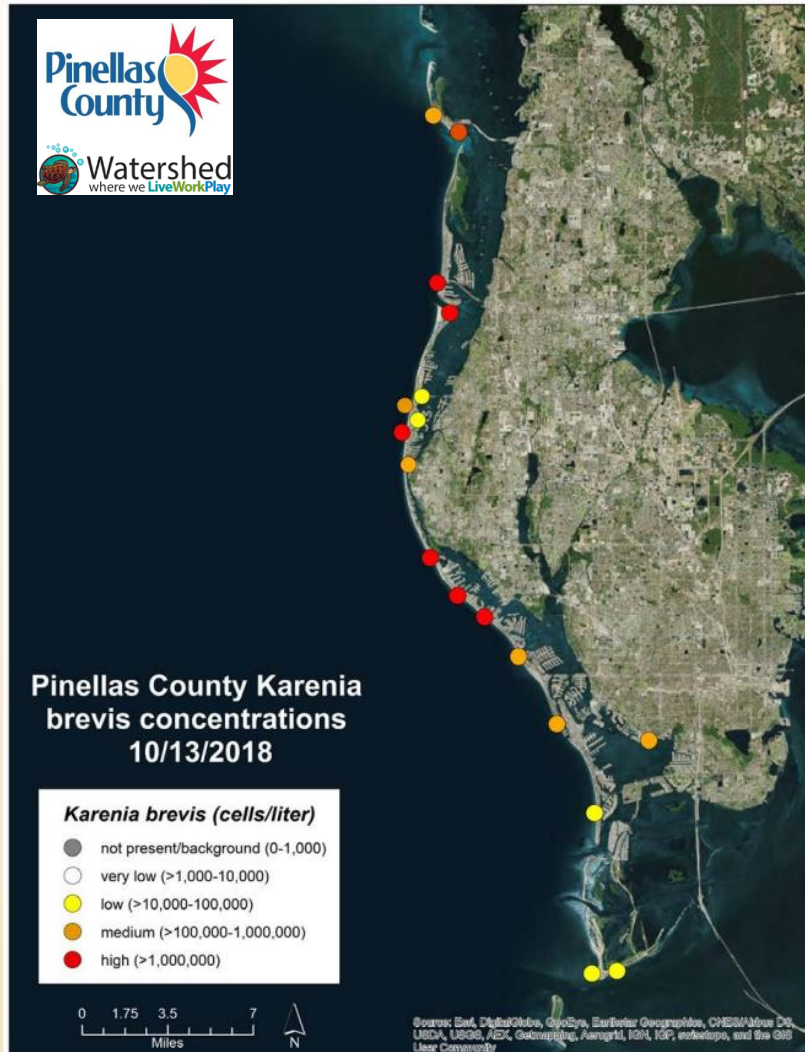 Pinellas
County
Watershed
where we LiveWorkPlay
Pinellas County Karenia
brevis concentrations
10/13/2018
Karenia brevis (cells/liter)
not present/background (0-1,000)
very low (>1,000-10,000)
low (>10,000-100,000)
medium (>100,000-1,000,000)
high (>1,000,000)
0 1.75 3.5 7
Miles
N
Source: Esri, DigitalGlobe, GeoEye, Earthstar Geographics, CNES/Airbus DS,
USDA, USGS, AEX, Getmapping, Aerogrid, IGN, IGP, swisstopo, and the GIS
User Community